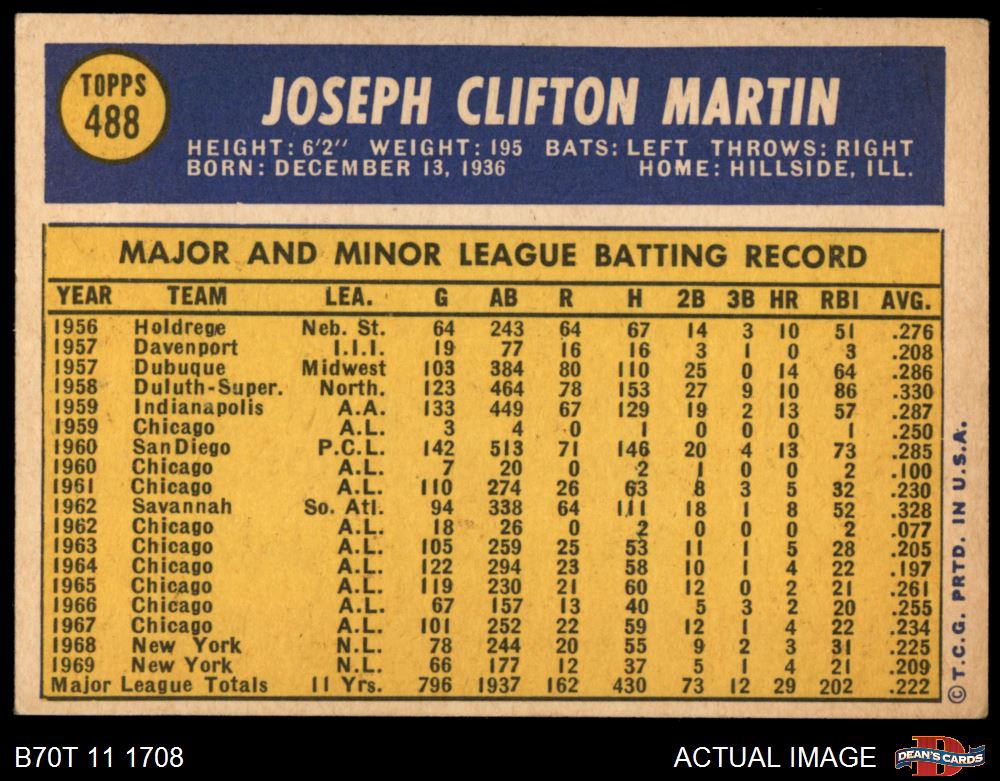 TOPPS
488
JOSEPH CLIFTON MARTIN
HEIGHT: 6'2" WEIGHT: 195 BATS: LEFT THROWS: RIGHT
BORN: DECEMBER 13, 1936 HOME: HILLSIDE, ILL.
MAJOR AND MINOR LEAGUE BATTING RECORD
YEAR TEAM LEA. G AB R H 2B 3B HR RBI AVG.
1956 Holdrege Neb. St. 64 243 64 67 14 3 10 51 .276
1957 Davenport I.I.I. 19 77 16 16 3 1 0 3 .208
1957 Dubuque Midwest 103 384 80 110 25 0 14 64 .286
1958 Duluth-Super. North. 123 464 78 153 27 9 10 86 .330
1959 Indianapolis A.A. 133 449 67 129 19 2 13 57 .287
1959 Chicago A.L. 3 4 0 1 0 0 0 1 .250
1960 San Diego P.C.L. 142 513 71 146 20 4 13 73 .285
1960 Chicago A.L. 7 20 0 2 1 0 0 2 .100
1961 Chicago A.L. 110 274 26 63 8 3 5 32 .230
1962 Savannah So. Atl. 94 338 64 111 18 1 8 52 .328
1962 Chicago A.L. 18 26 0 2 0 0 0 2 .077
1963 Chicago A.L. 105 259 25 53 11 1 5 28 .205
1964 Chicago A.L. 122 294 23 58 10 1 4 22 .197
1965 Chicago A.L. 119 230 21 60 12 0 2 21 .261
1966 Chicago A.L. 67 157 13 40 5 3 2 20 .255
1967 Chicago A.L. 101 252 22 59 12 1 4 22 .234
1968 New York N.L. 78 244 20 55 9 2 3 31 .225
1969 New York N.L. 66 177 12 37 5 1 4 21 .209
Major League Totals 11 Yrs. 796 1937 162 430 73 12 29 202 .222
© T.C.G. PRTD. IN U.S.A.
B70T 11 1708
ACTUAL IMAGE
DEAN'S CARDS